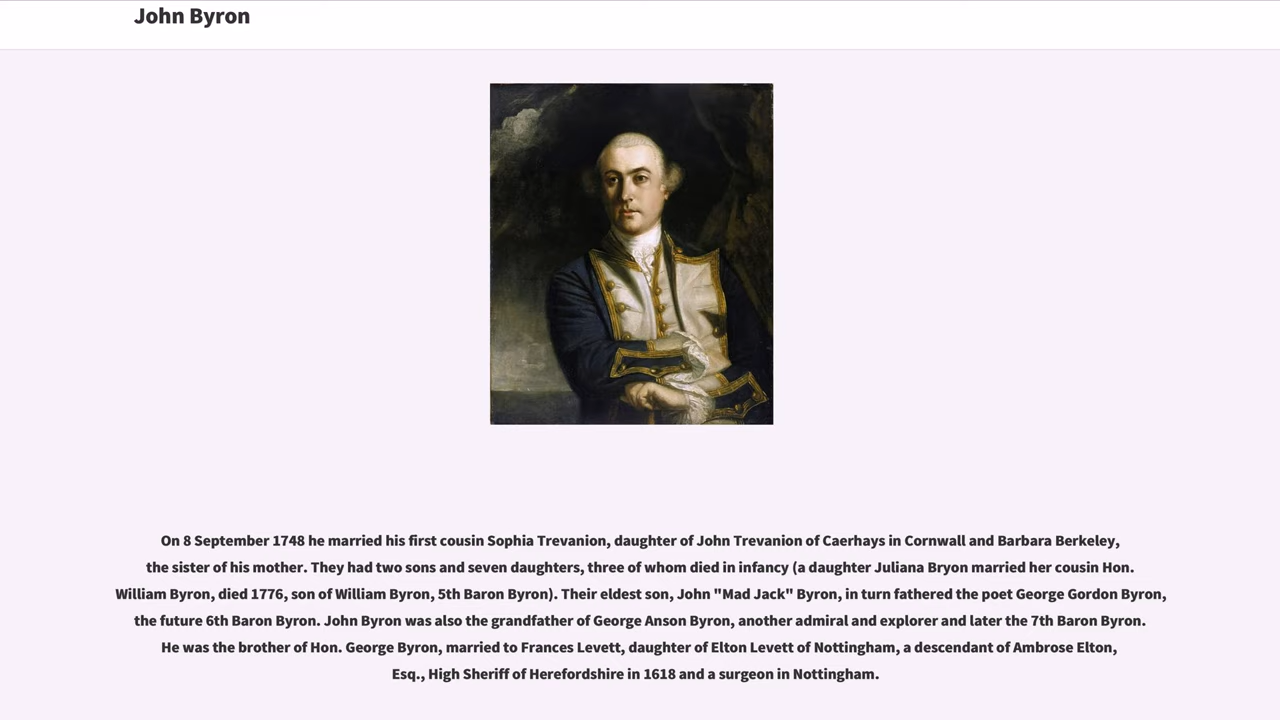 John Byron
On 8 September 1748 he married his first cousin Sophia Trevanion, daughter of John Trevanion of Caerhays in Cornwall and Barbara Berkeley,
the sister of his mother. They had two sons and seven daughters, three of whom died in infancy (a daughter Juliana Bryon married her cousin Hon.
William Byron, died 1776, son of William Byron, 5th Baron Byron). Their eldest son, John "Mad Jack" Byron, in turn fathered the poet George Gordon Byron,
the future 6th Baron Byron. John Byron was also the grandfather of George Anson Byron, another admiral and explorer and later the 7th Baron Byron.
He was the brother of Hon. George Byron, married to Frances Levett, daughter of Elton Levett of Nottingham, a descendant of Ambrose Elton,
Esq., High Sheriff of Herefordshire in 1618 and a surgeon in Nottingham.